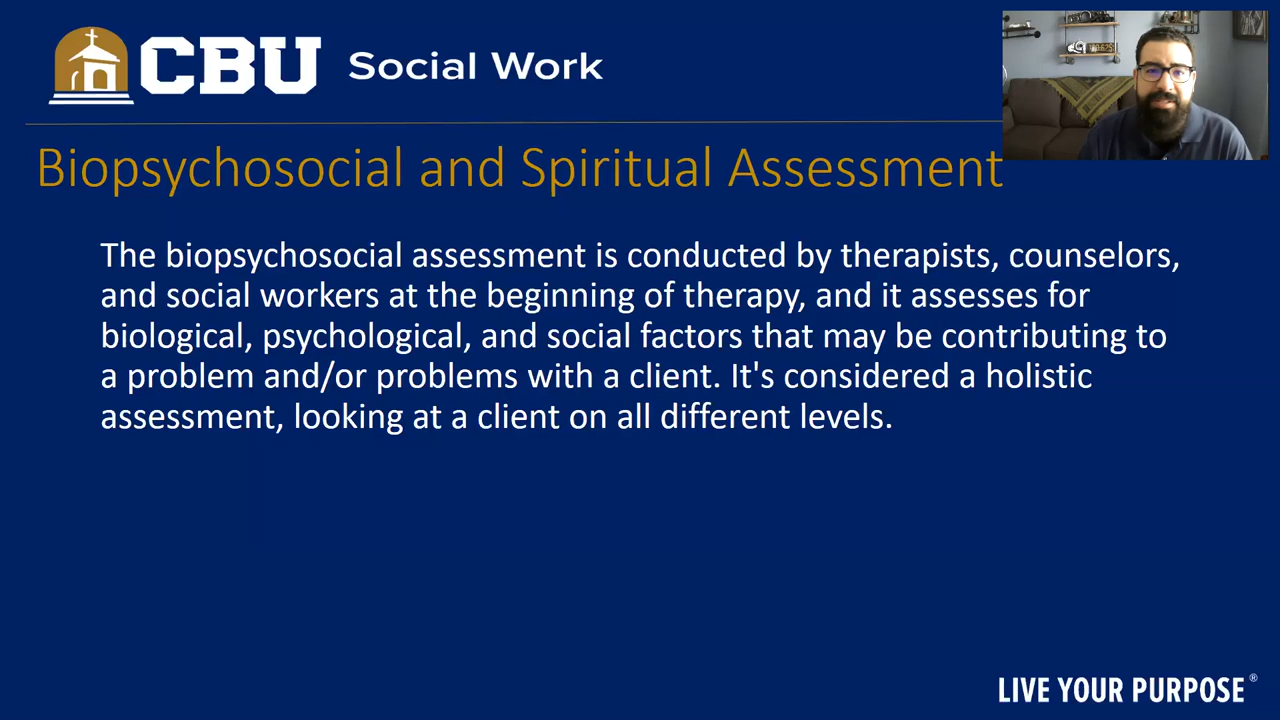 CBU Social Work
Biopsychosocial and Spiritual Assessment
The biopsychosocial assessment is conducted by therapists, counselors,
and social workers at the beginning of therapy, and it assesses for
biological, psychological, and social factors that may be contributing to
a problem and/or problems with a client. It's considered a holistic
assessment, looking at a client on all different levels.
LIVE YOUR PURPOSE®